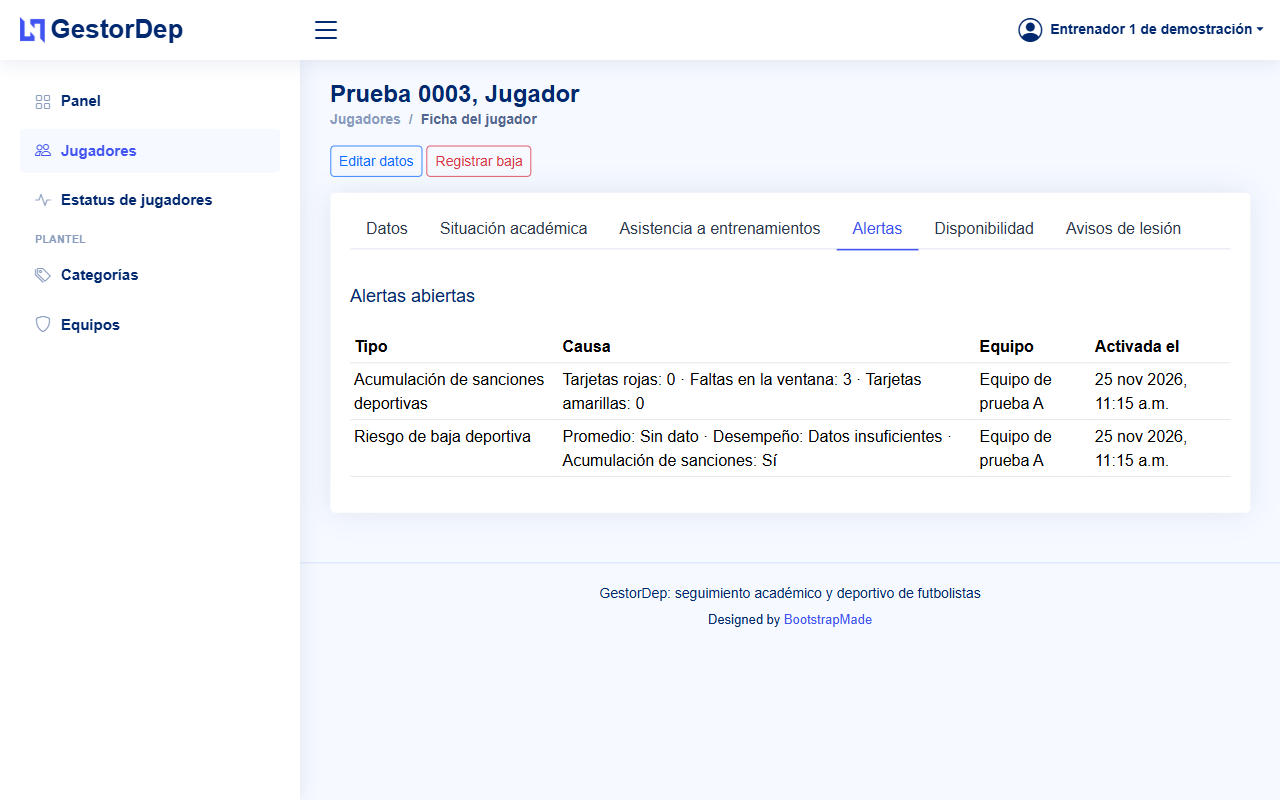 GestorDep
Entrenador 1 de demostración
Panel
Jugadores
Estatus de jugadores
PLANTEL
Categorías
Equipos
Prueba 0003, Jugador
Jugadores / Ficha del jugador
Editar datos
Registrar baja
Datos
Situación académica
Asistencia a entrenamientos
Alertas
Disponibilidad
Avisos de lesión
Alertas abiertas
Tipo Causa Equipo Activada el
Acumulación de sanciones Tarjetas rojas: 0 · Faltas en la ventana: 3 · Tarjetas Equipo de 25 nov 2026,
deportivas amarillas: 0 prueba A 11:15 a.m.
Riesgo de baja deportiva Promedio: Sin dato · Desempeño: Datos insuficientes · Equipo de 25 nov 2026,
Acumulación de sanciones: Sí prueba A 11:15 a.m.
GestorDep: seguimiento académico y deportivo de futbolistas
Designed by BootstrapMade